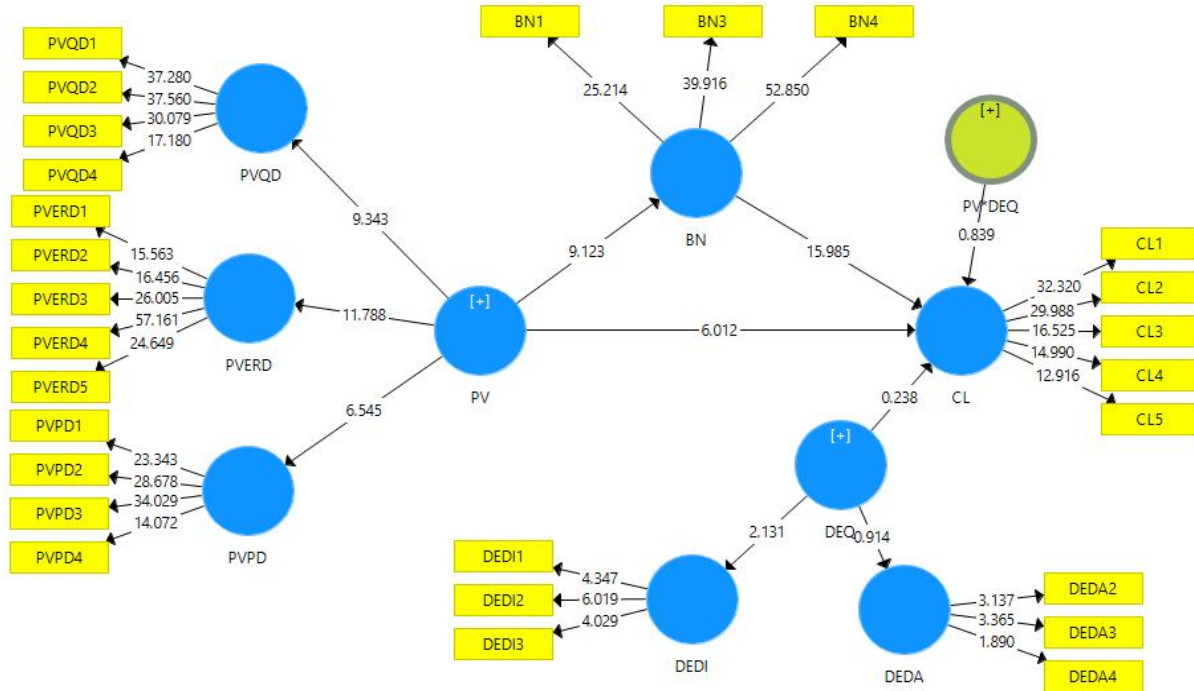 BN1
BN3
BN4
PVQD1
PVQD2
PVQD3
PVQD4
37.280
37.560
30.079
17.180
PVQD
25.214
39.916
52.850
BN
[+]
PV*DEQ
0.839
PVERD1
PVERD2
PVERD3
PVERD4
PVERD5
15.563
16.456
26.005
57.161
24.649
PVERD
9.343
11.788
6.545
9.123
15.985
6.012
[+]
PV
CL
CL1
CL2
CL3
CL4
CL5
32.320
29.988
16.525
14.990
12.916
0.238
[+]
DEQ
2.131
0.914
PVPD1
PVPD2
PVPD3
PVPD4
23.343
28.678
34.029
14.072
PVPD
DEDI1
DEDI2
DEDI3
4.347
6.019
4.029
DEDI
DEDA
3.137
3.365
1.890
DEDA2
DEDA3
DEDA4